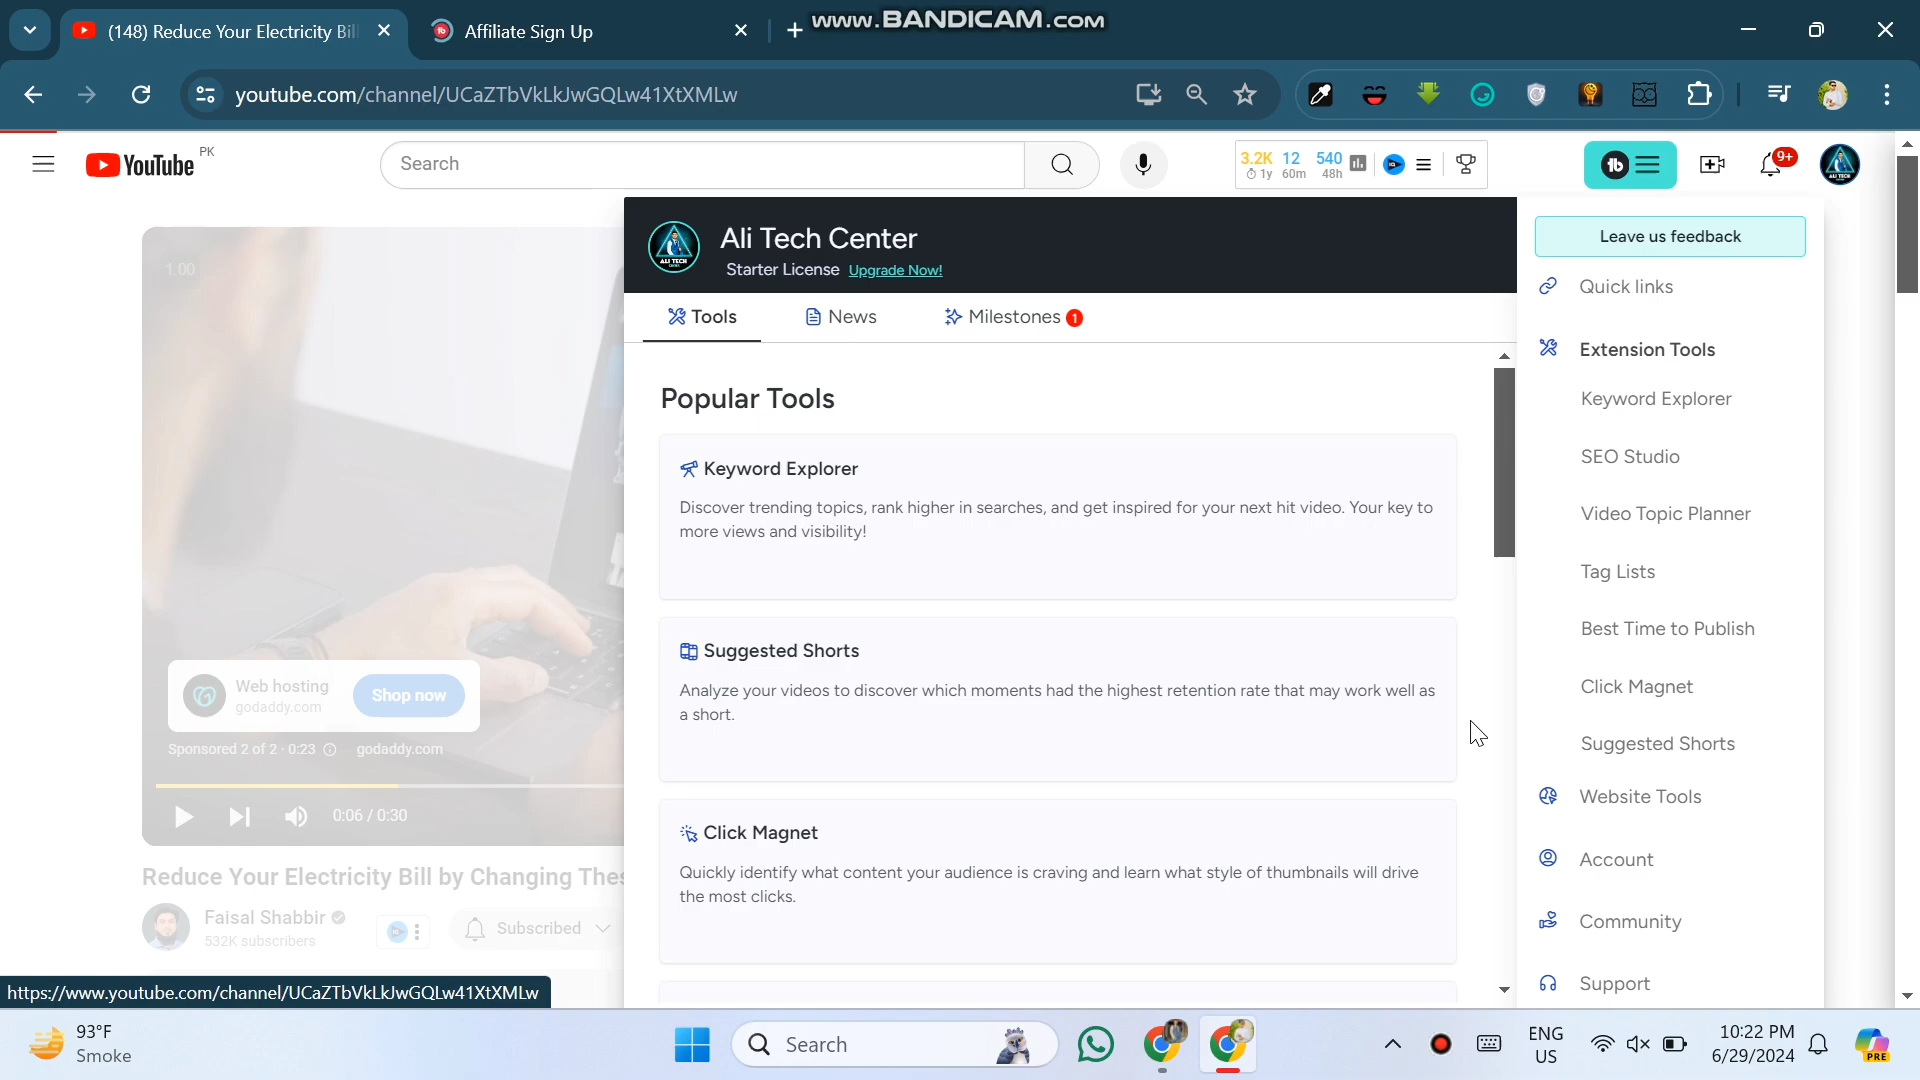 www.BANDICAM.com
(148) Reduce Your Electricity Bil
Affiliate Sign Up
youtube.com/channel/UCaZTbVkLkJwGQLw41XtXMLw
YouTube PK
Search
3.2K 12 540
1y 60m 48h
9+
Ali Tech Center
Starter License Upgrade Now!
Tools
News
Milestones 1
Popular Tools
Keyword Explorer
Discover trending topics, rank higher in searches, and get inspired for your next hit video. Your key to
more views and visibility!
Suggested Shorts
Analyze your videos to discover which moments had the highest retention rate that may work well as
a short.
Click Magnet
Quickly identify what content your audience is craving and learn what style of thumbnails will drive
the most clicks.
Leave us feedback
Quick links
Extension Tools
Keyword Explorer
SEO Studio
Video Topic Planner
Tag Lists
Best Time to Publish
Click Magnet
Suggested Shorts
Website Tools
Account
Community
Support
1.00
Web hosting
godaddy.com
Shop now
Sponsored 2 of 2 · 0:23 godaddy.com
0:06 / 0:30
Reduce Your Electricity Bill by Changing Thes
Faisal Shabbir
532K subscribers
Subscribed
https://www.youtube.com/channel/UCaZTbVkLkJwGQLw41XtXMLw
93°F
Smoke
Search
ENG
US
10:22 PM
6/29/2024
PRE